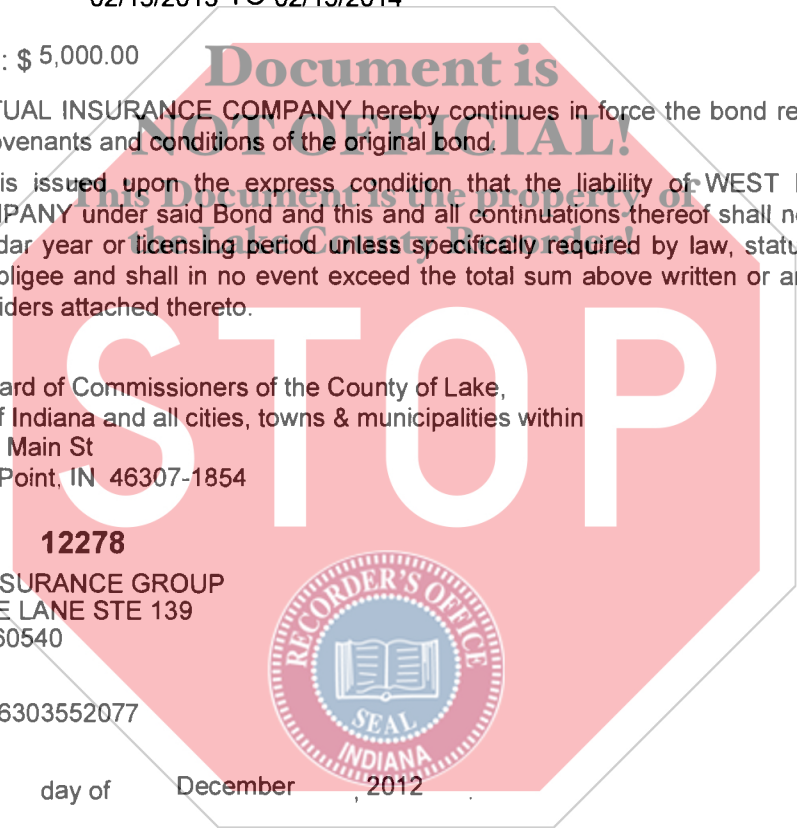 02/15/2013 TO 02/15/2014
: $ 5,000.00
Document is
TUAL INSURANCE COMPANY hereby continues in force the bond re
NOT OFFICIAL!
ovenants and conditions of the original bond.
is issued upon the express condition that the liability of WEST
This Document is the property of
PANY under said Bond and this and all continuations thereof shall
the Lake County Recorder!
dar year or licensing period unless specifically required by law, statu
bligee and shall in no event exceed the total sum above written or
iders attached thereto.
STOP
ard of Commissioners of the County of Lake,
f Indiana and all cities, towns & municipalities within
Main St
Point, IN 46307-1854
12278
SURANCE GROUP
E LANE STE 139
60540
RECORDER'S OFFICE
SEAL
INDIANA
6303552077
day of December , 2012